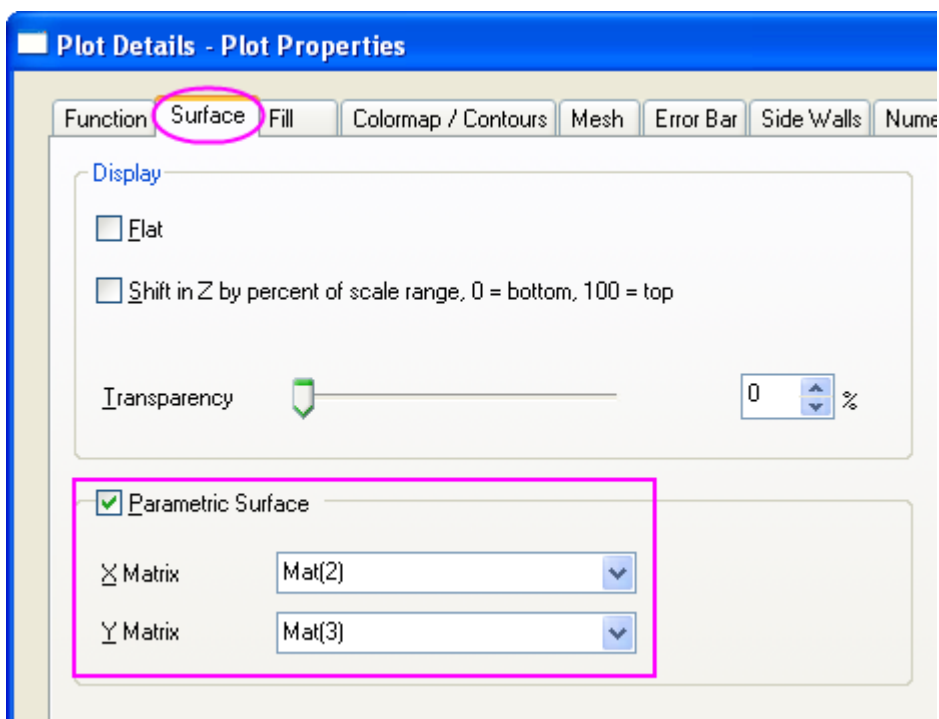 Plot Details - Plot Properties
Function Surface Fill Colormap / Contours Mesh Error Bar Side Walls Nume
Display
Flat
Shift in Z by percent of scale range, 0 = bottom, 100 = top
Transparency 0 %
Parametric Surface
X Matrix Mat(2)
Y Matrix Mat(3)